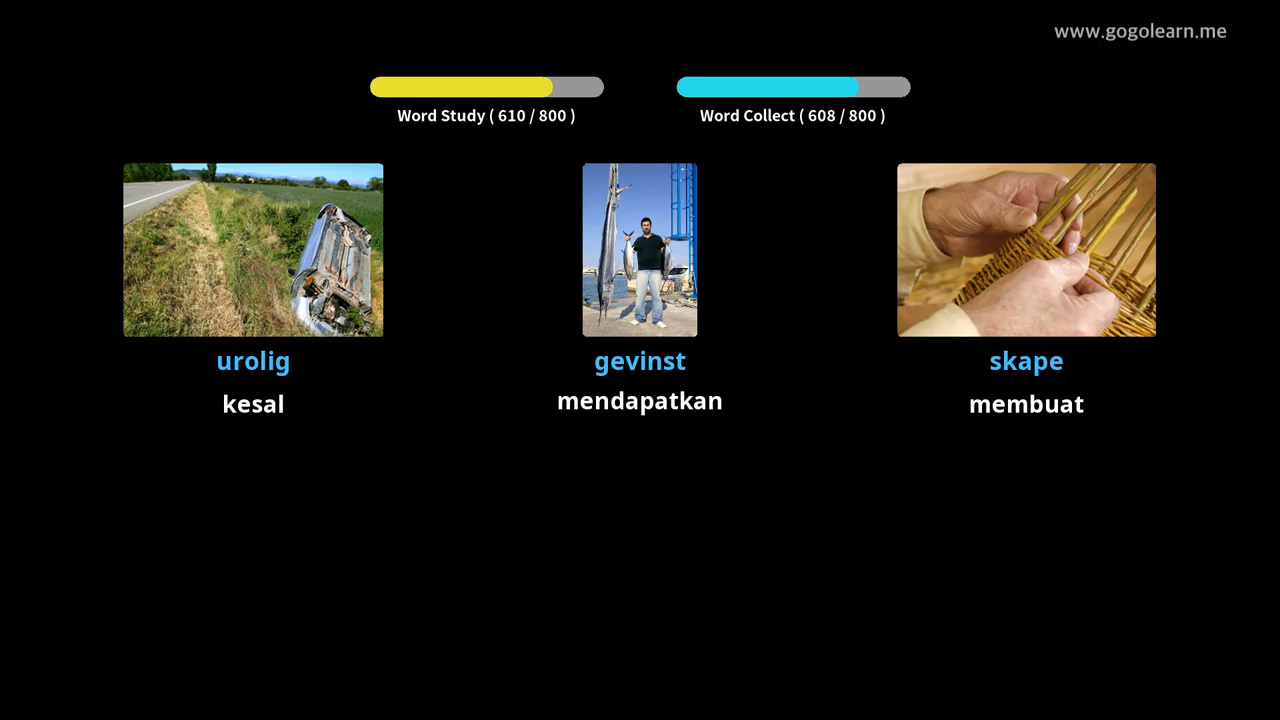 www.gogolearn.me
Word Study ( 610 / 800 )
Word Collect ( 608 / 800 )
urolig
gevinst
skape
kesal
mendapatkan
membuat